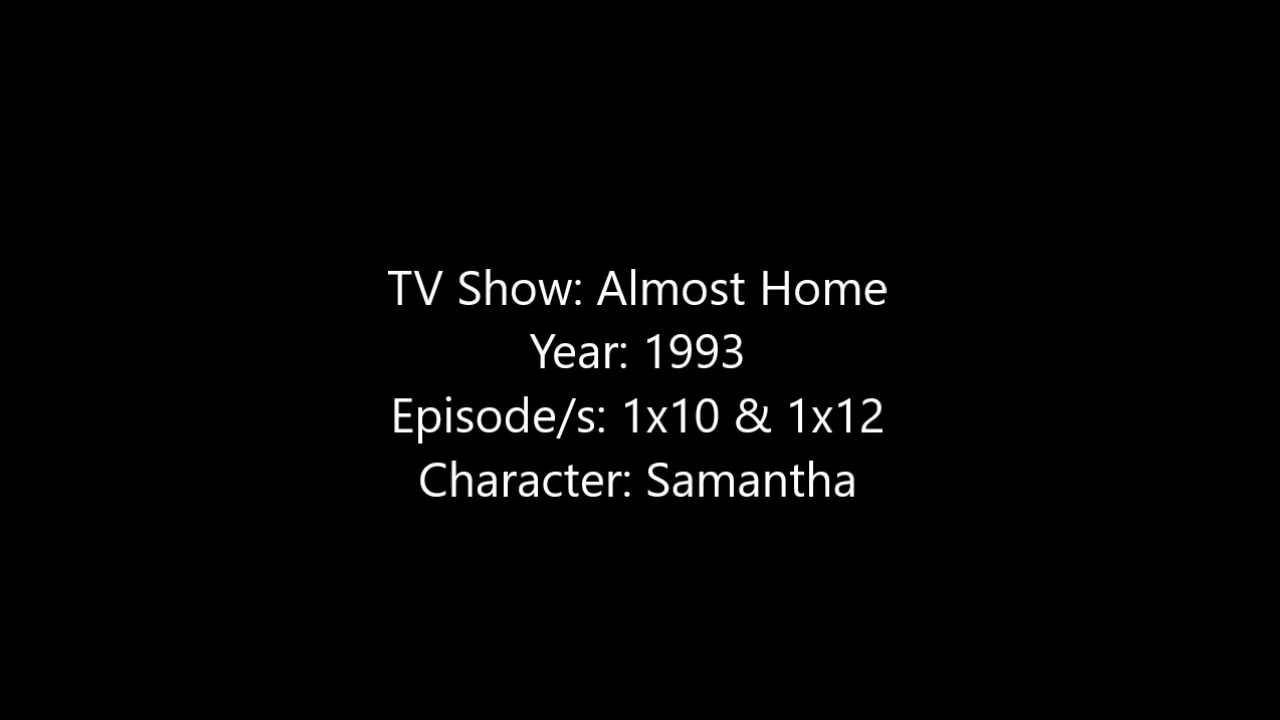 TV Show: Almost Home
Year: 1993
Episode/s: 1x10 & 1x12
Character: Samantha